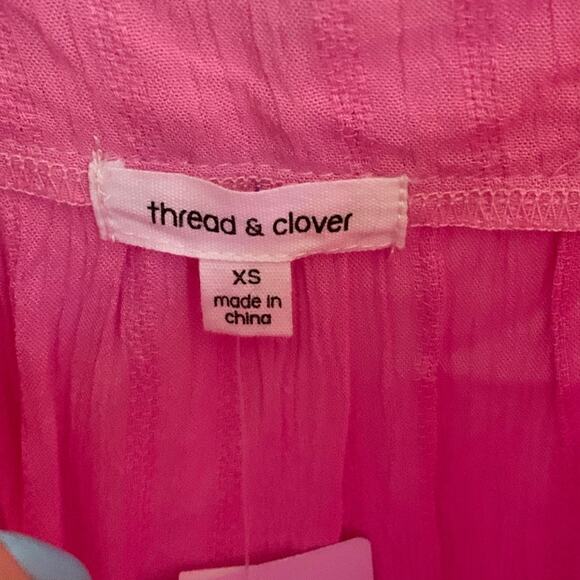 thread & clover
XS
made in
china